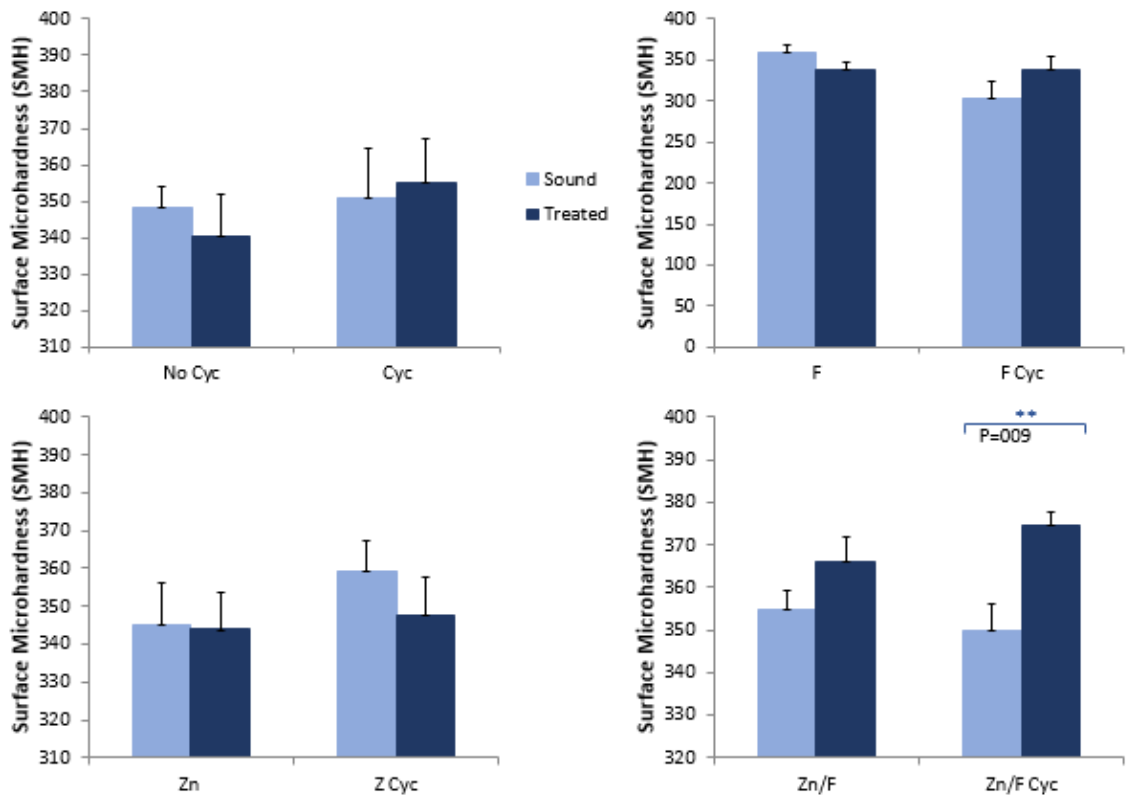 Surface Microhardness (SMH)
400
390
380
370
360
350
340
330
320
310
No Cyc
Cyc
Sound
Treated
Surface Microhardness (SMH)
400
350
300
250
200
150
100
50
0
F
F Cyc
Surface Microhardness (SMH)
400
390
380
370
360
350
340
330
320
310
Zn
Z Cyc
Surface Microhardness (SMH)
400
390
380
370
360
350
340
330
320
**
P=009
Zn/F
Zn/F Cyc